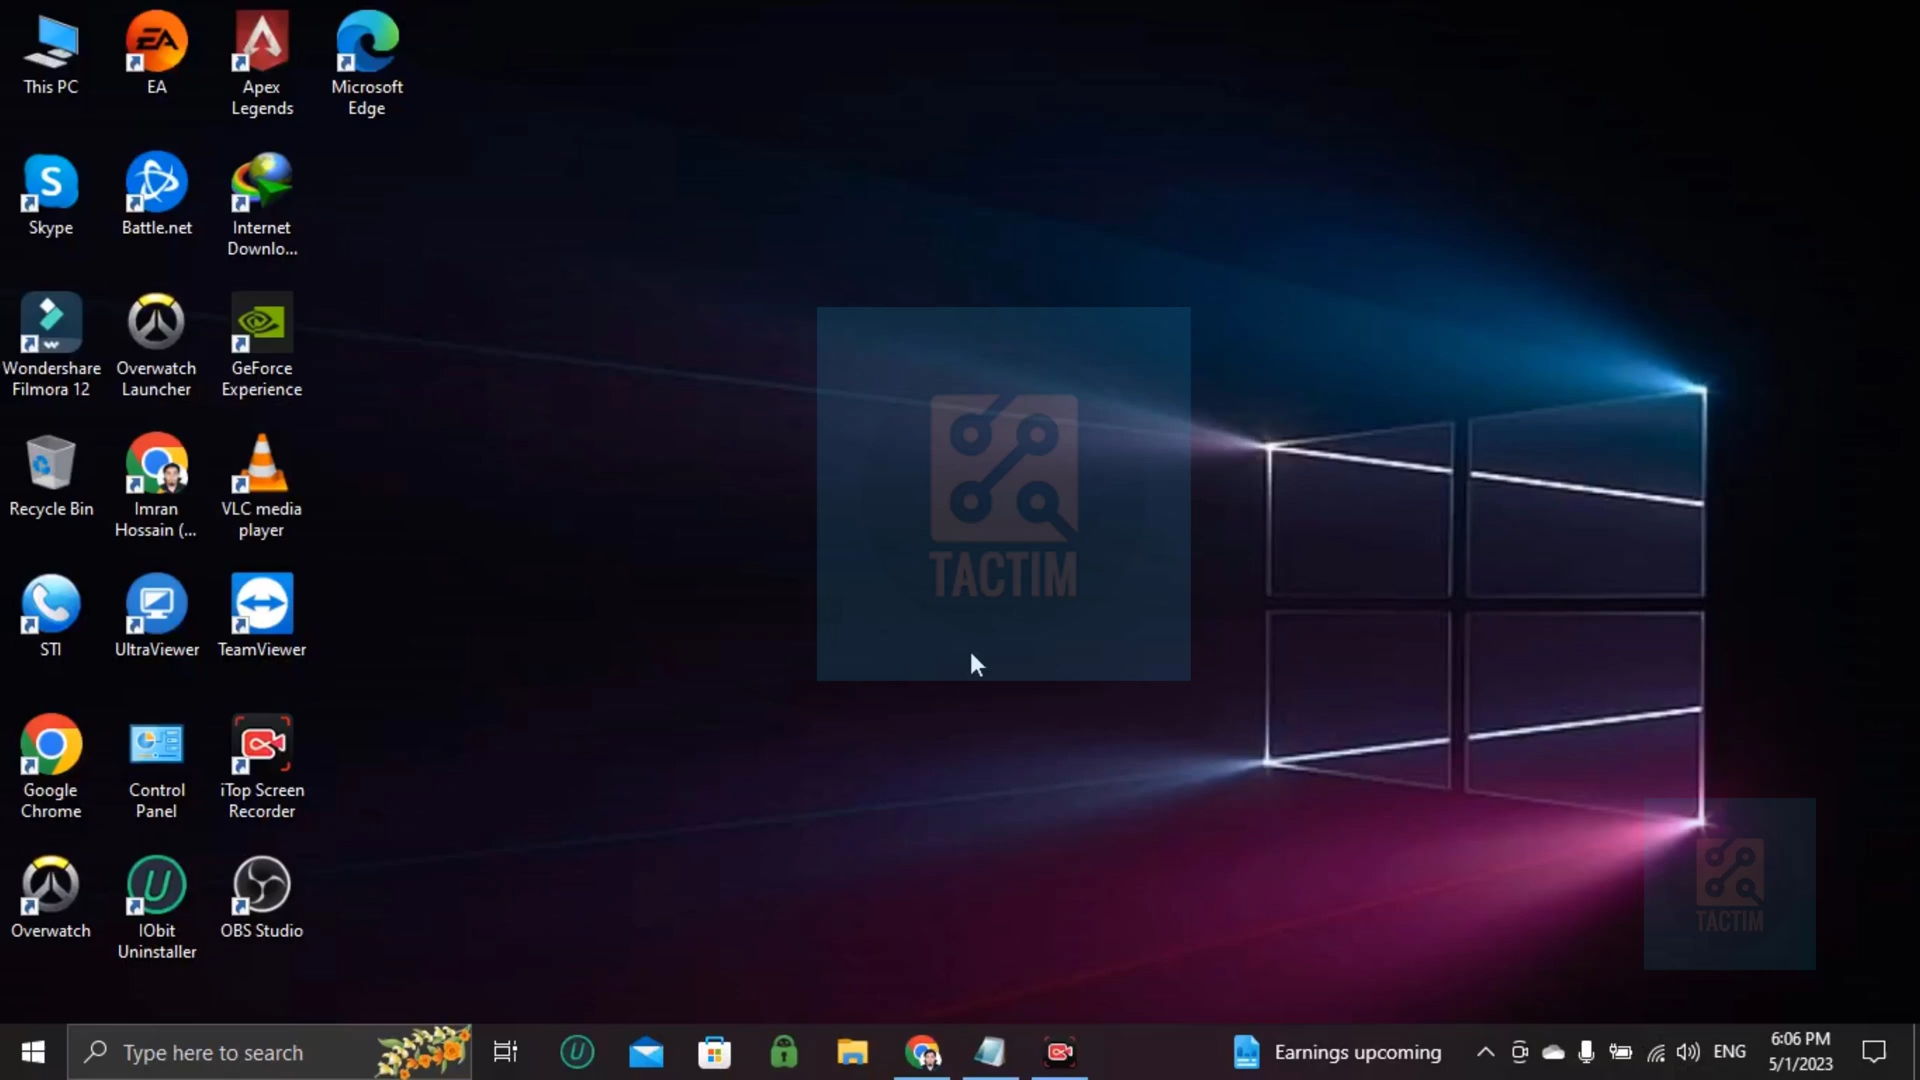 This PC
EA
EA
Apex
Legends
Microsoft
Edge
S
Skype
Battle.net
Internet
Downlo...
Wondershare
Filmora 12
Overwatch
Launcher
GeForce
Experience
Recycle Bin
Imran
Hossain (...
VLC media
player
TACTIM
STI
UltraViewer
TeamViewer
Google
Chrome
Control
Panel
iTop Screen
Recorder
Overwatch
U
IObit
Uninstaller
OBS Studio
TACTIM
Type here to search
U
Earnings upcoming
ENG
6:06 PM
5/1/2023